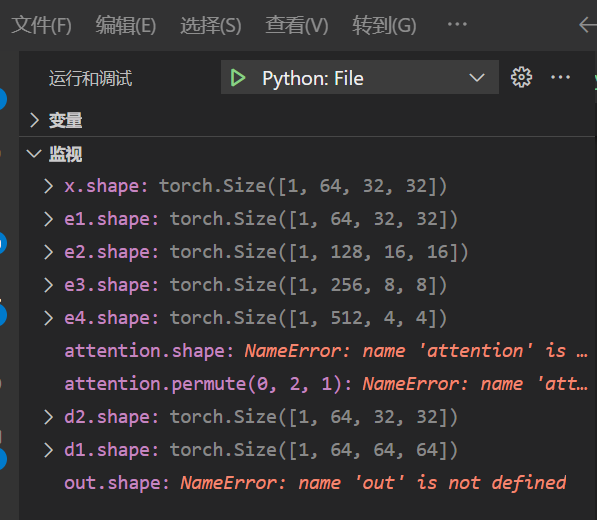 文件(F) 编辑(E) 选择(S) 查看(V) 转到(G) ···
运行和调试 Python: File ···
变量
监视
x.shape: torch.Size([1, 64, 32, 32])
e1.shape: torch.Size([1, 64, 32, 32])
e2.shape: torch.Size([1, 128, 16, 16])
e3.shape: torch.Size([1, 256, 8, 8])
e4.shape: torch.Size([1, 512, 4, 4])
attention.shape: NameError: name 'attention' is …
attention.permute(0, 2, 1): NameError: name 'att…
d2.shape: torch.Size([1, 64, 32, 32])
d1.shape: torch.Size([1, 64, 64, 64])
out.shape: NameError: name 'out' is not defined